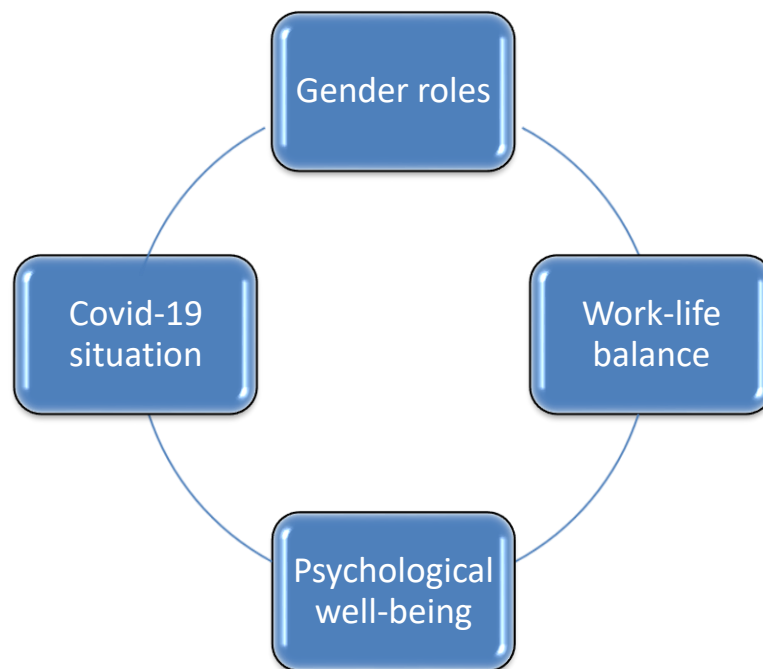 Gender roles
Covid-19
situation
Work-life
balance
Psychological
well-being